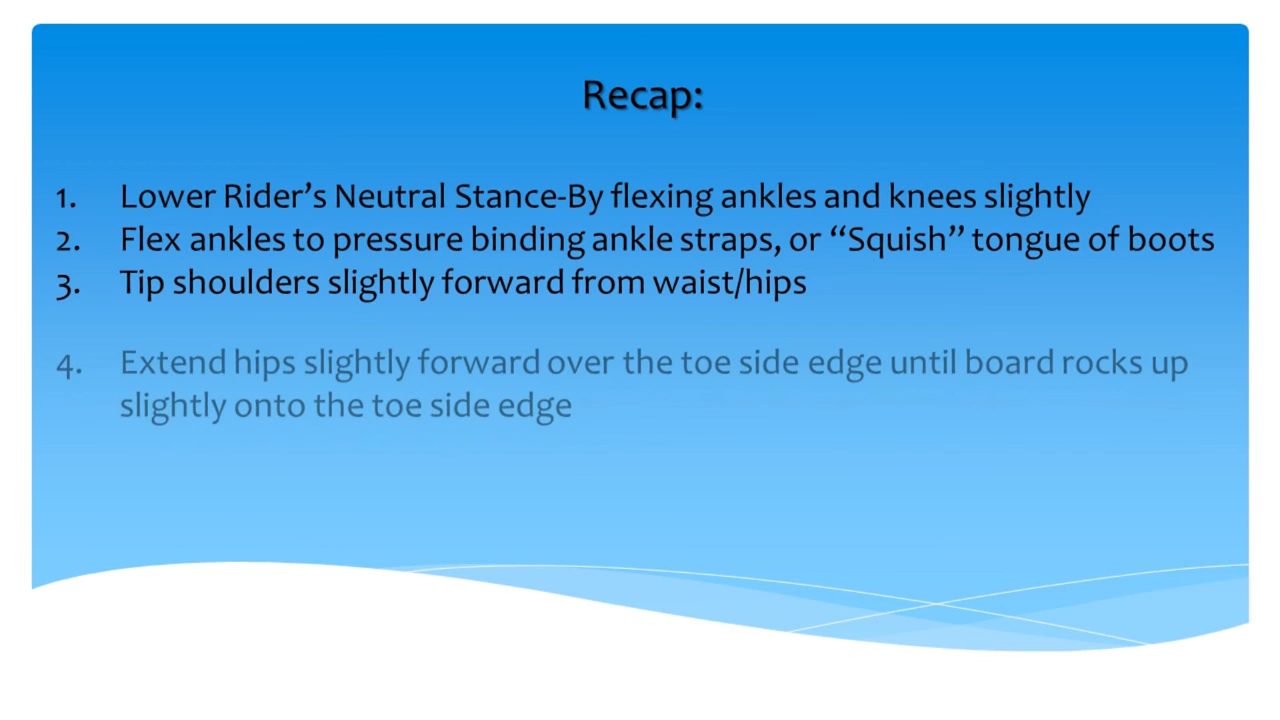 Recap:
1. Lower Rider’s Neutral Stance-By flexing ankles and knees slightly
2. Flex ankles to pressure binding ankle straps, or “Squish” tongue of boots
3. Tip shoulders slightly forward from waist/hips
4. Extend hips slightly forward over the toe side edge until board rocks up
slightly onto the toe side edge